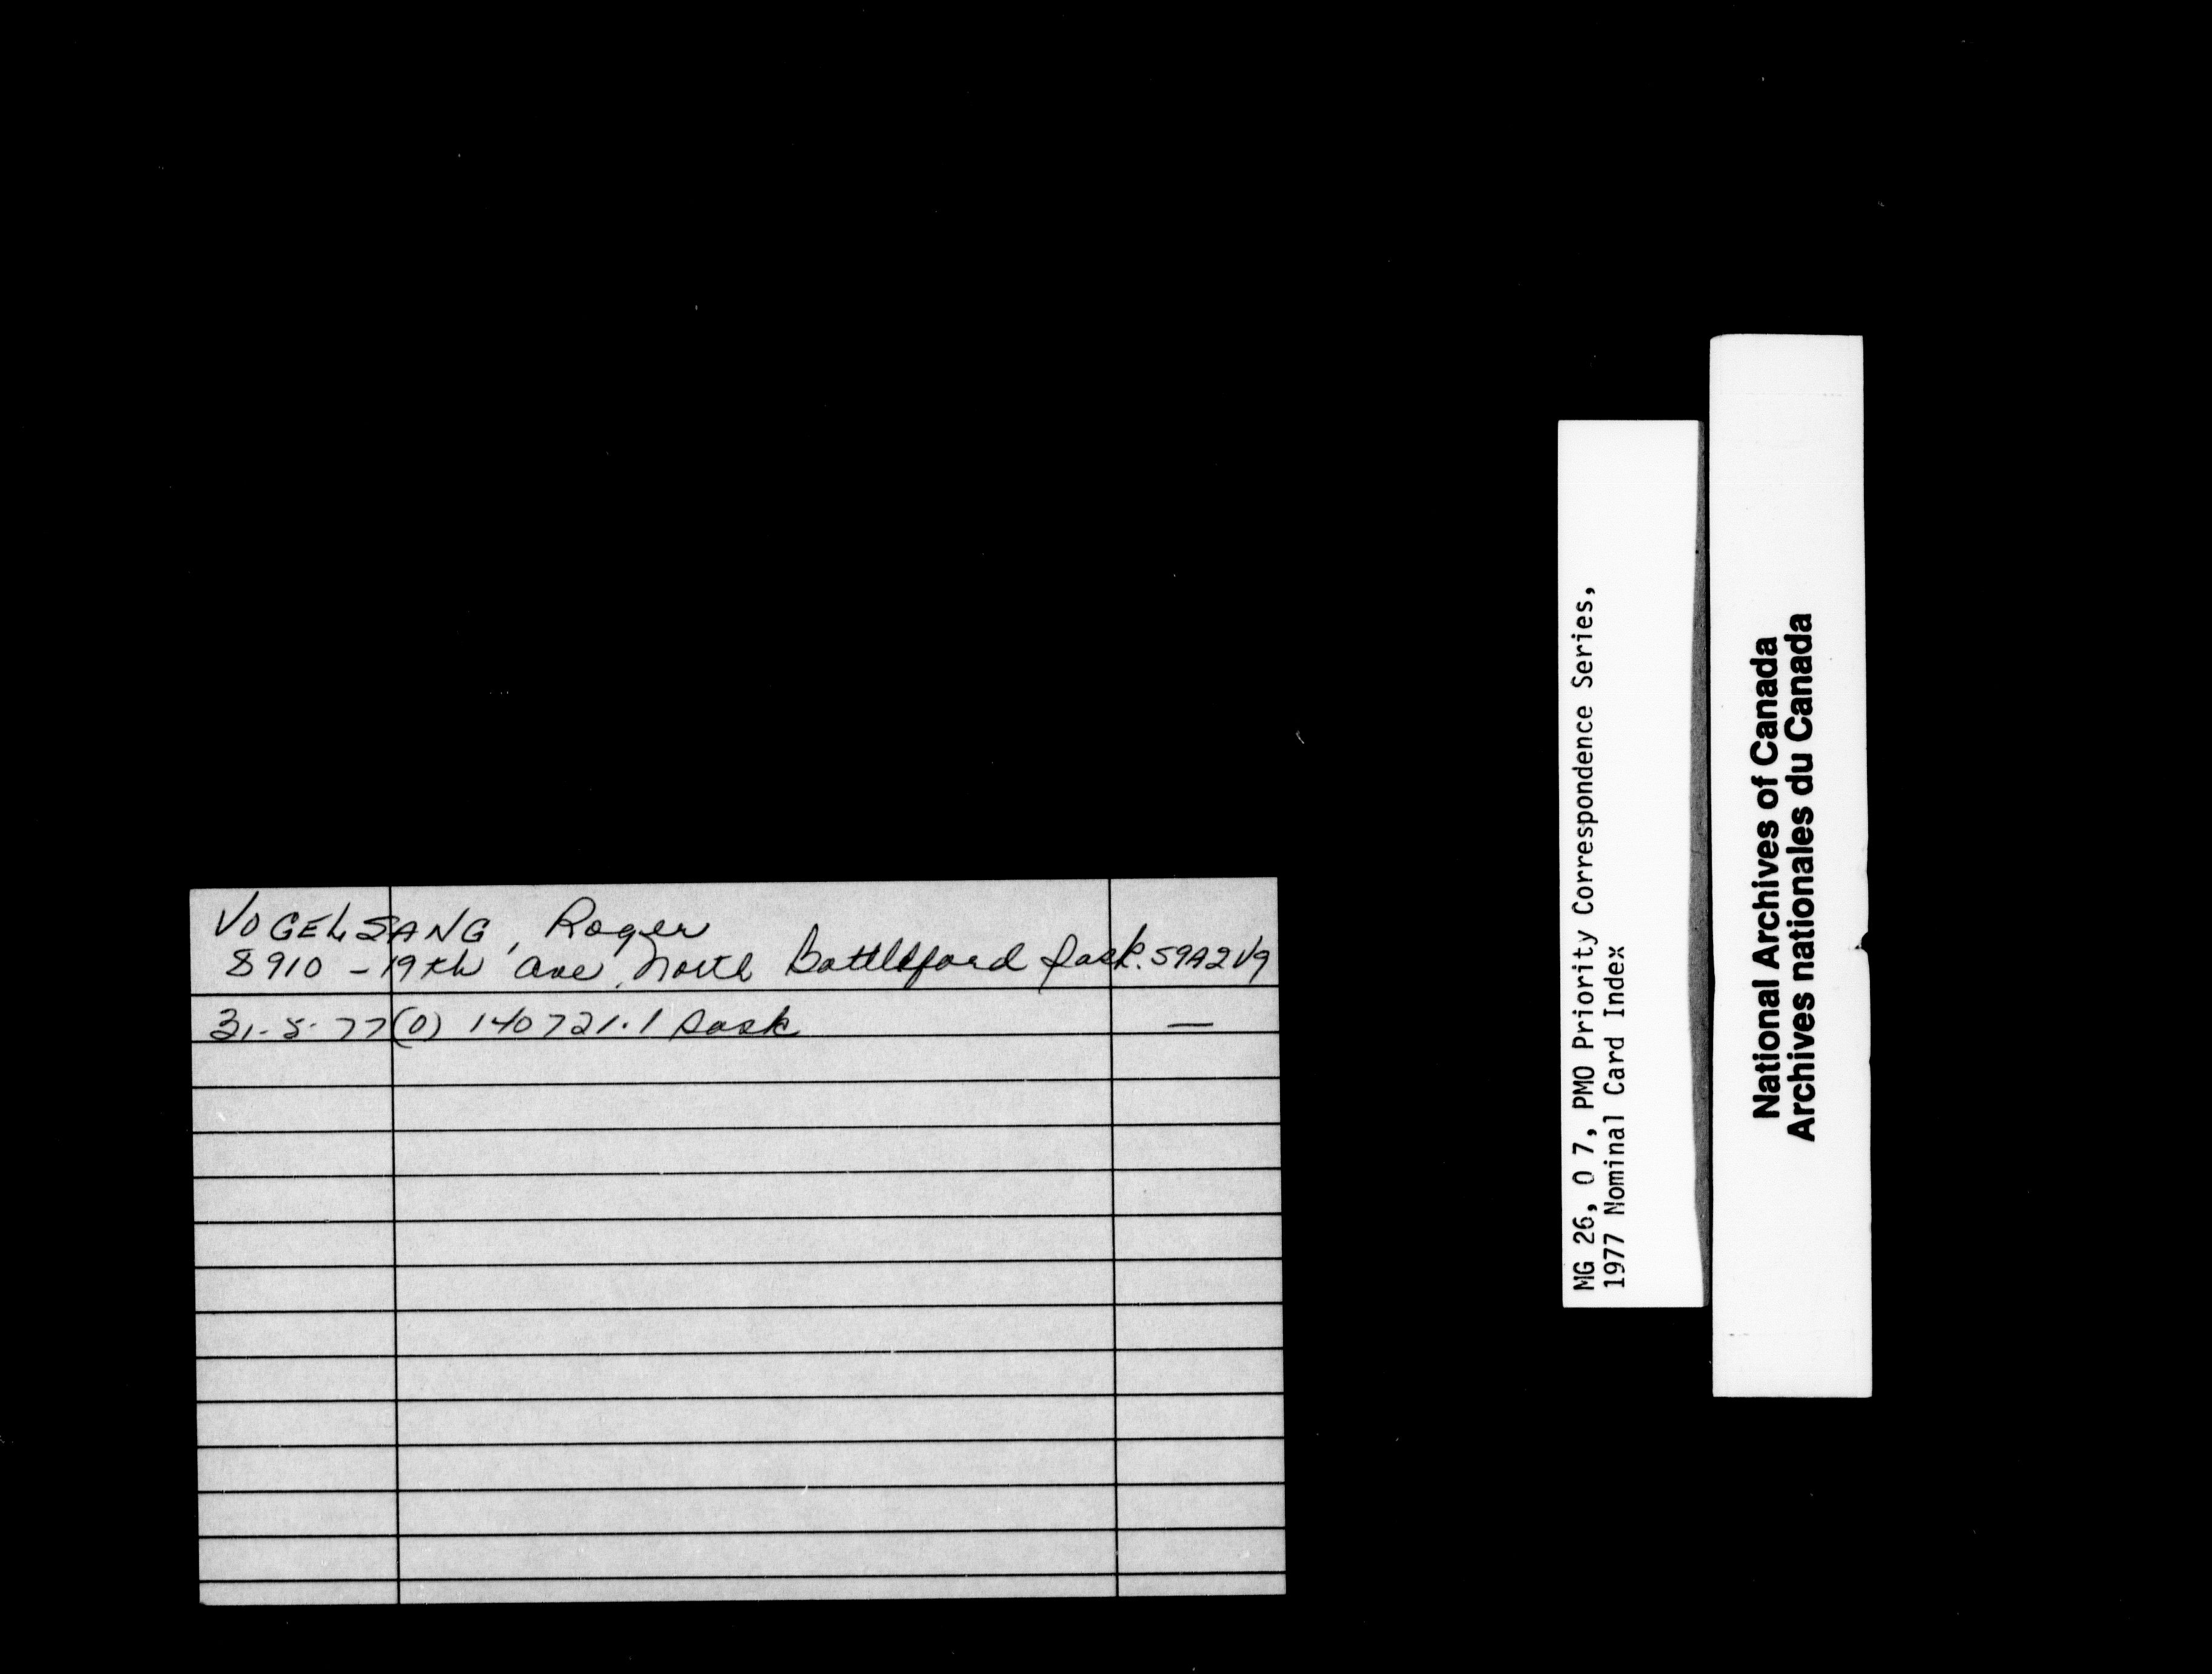 VOGELSANG, Roger
8910 - 19th Ave, North Battleford Sask. S9A2V9
31-5-77 (0) 140721.1 Sask —
MG 26, O 7, PMO Priority Correspondence Series,
1977 Nominal Card Index
National Archives of Canada
Archives nationales du Canada